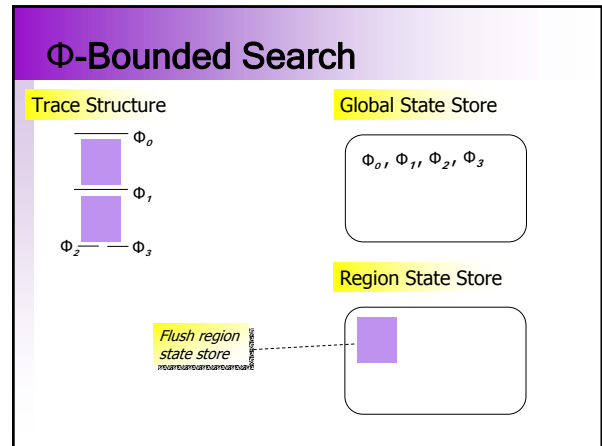 Φ-Bounded Search
Trace Structure
Φ0
Φ1
Φ2
Φ3
Global State Store
Φ0, Φ1, Φ2, Φ3
Region State Store
Flush region
state store